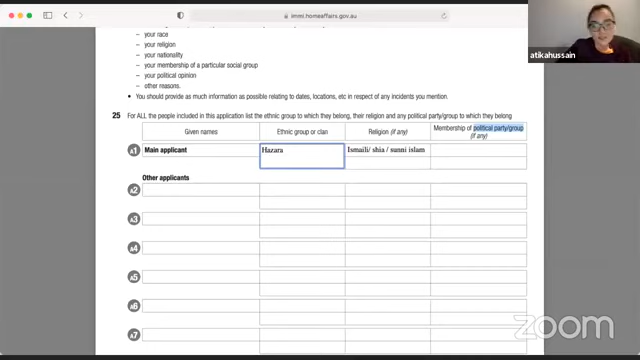 immi.homeaffairs.gov.au
– your race
– your religion
– your nationality
– your membership of a particular social group
– your political opinion
– other reasons.
• You should provide as much information as possible relating to dates, locations, etc in respect of any incidents you mention.
25 For ALL the people included in this application list the ethnic group to which they belong, their religion and any political party/group to which they belong
Given names Ethnic group or clan Religion (if any) Membership of political party/group (if any)
A1 Main applicant Hazara Ismaili/ shia / sunni islam
Other applicants
A2
A3
A4
A5
A6
A7
atikahussain
zoom